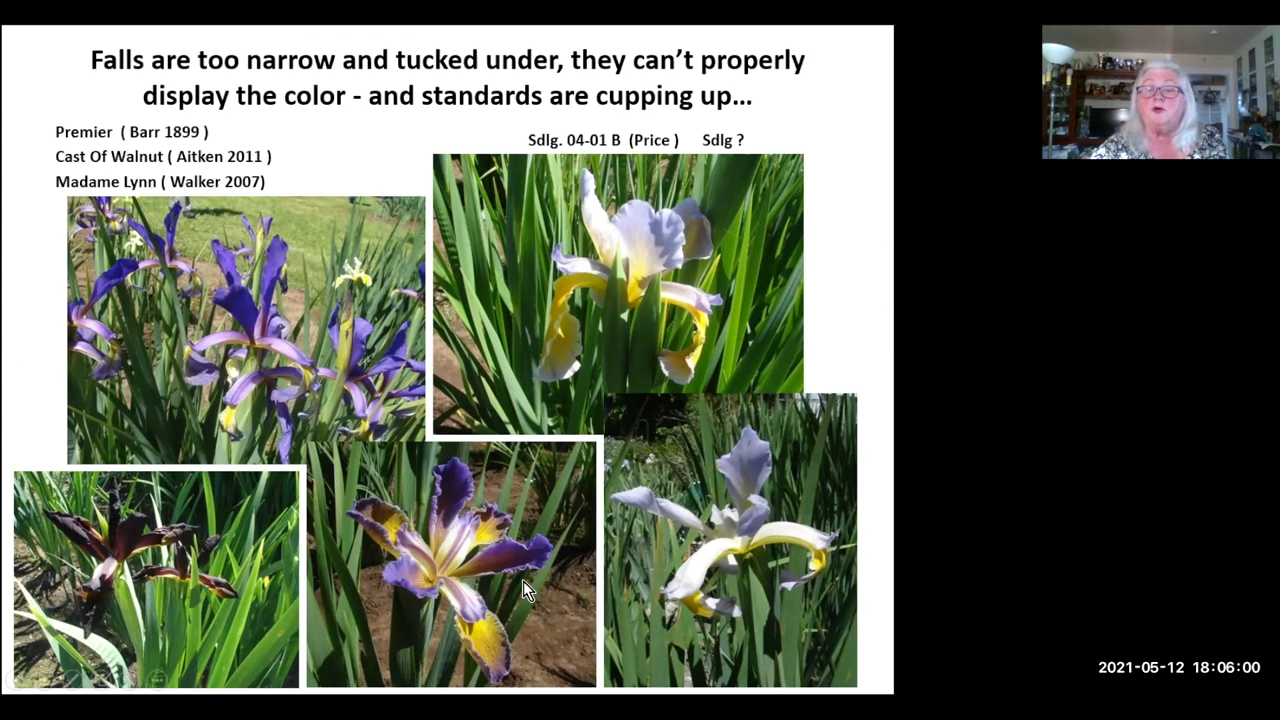 Falls are too narrow and tucked under, they can’t properly
display the color - and standards are cupping up…
Premier ( Barr 1899 )
Cast Of Walnut ( Aitken 2011 )
Madame Lynn ( Walker 2007)
Sdlg. 04-01 B (Price ) Sdlg ?
2021-05-12 18:06:00